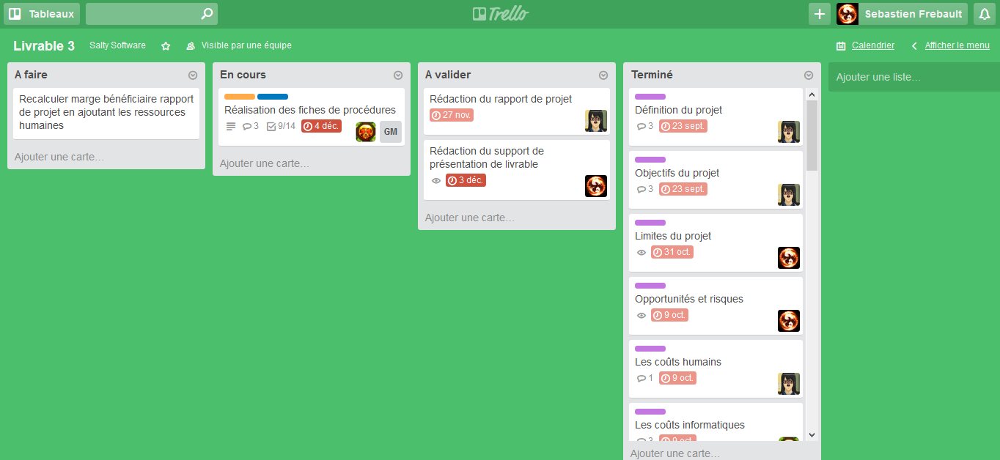 Tableaux
Trello
Sebastien Frebault
Livrable 3
Salty Software
Visible par une équipe
Calendrier
Afficher le menu
A faire
Recalculer marge bénéficiaire rapport
de projet en ajoutant les ressources
humaines
Ajouter une carte…
En cours
Réalisation des fiches de procédures
3 9/14 4 déc.
GM
Ajouter une carte…
A valider
Rédaction du rapport de projet
27 nov.
Rédaction du support de
présentation de livrable
3 déc.
Ajouter une carte…
Terminé
Définition du projet
3 23 sept.
Objectifs du projet
3 23 sept.
Limites du projet
31 oct.
Opportunités et risques
9 oct.
Les coûts humains
1 9 oct.
Les coûts informatiques
3 9 oct.
Ajouter une carte…
Ajouter une liste…